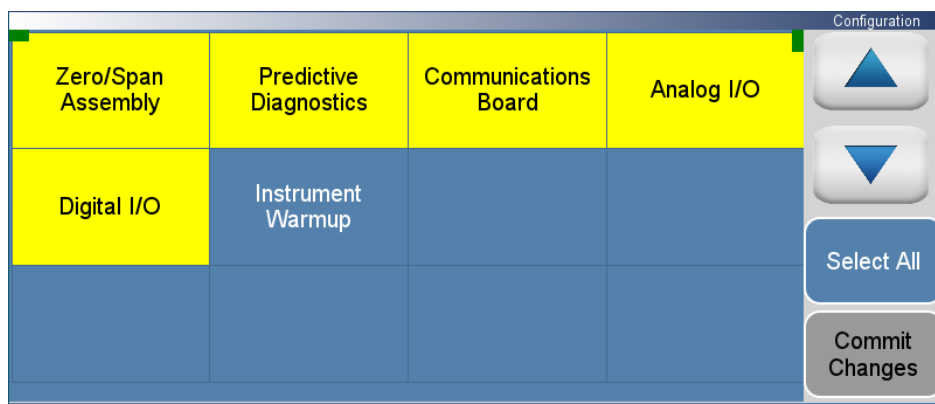 Configuration
Zero/Span
Assembly
Predictive
Diagnostics
Communications
Board
Analog I/O
Digital I/O
Instrument
Warmup
Select All
Commit
Changes